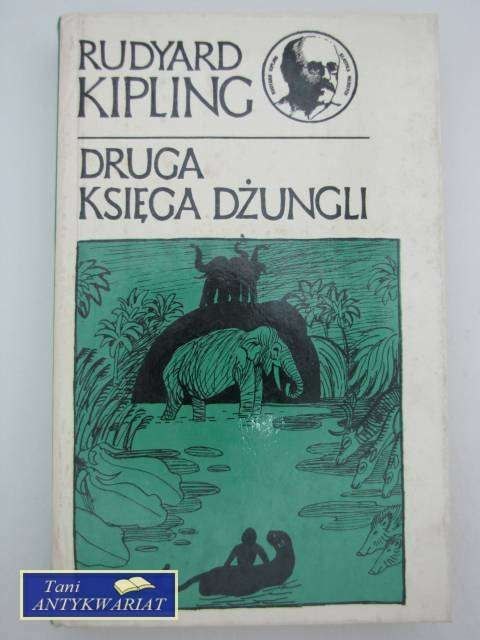 RUDYARD
KIPLING
DRUGA
KSIĘGA DŻUNGLI
Tani
ANTYKWARIAT